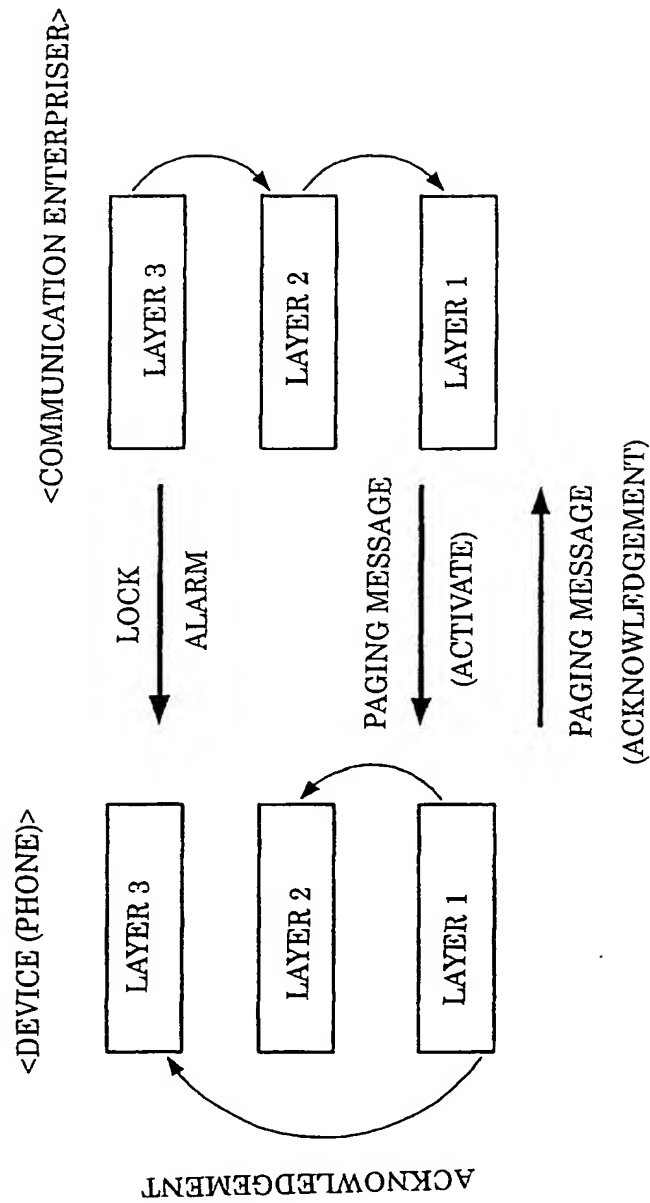 <DEVICE (PHONE)>
<COMMUNICATION ENTERPRISER>
LAYER 3
LOCK
ALARM
LAYER 3
LAYER 2
LAYER 2
LAYER 1
PAGING MESSAGE
(ACTIVATE)
LAYER 1
PAGING MESSAGE
(ACKNOWLEDGEMENT)
ACKNOWLEDGEMENT